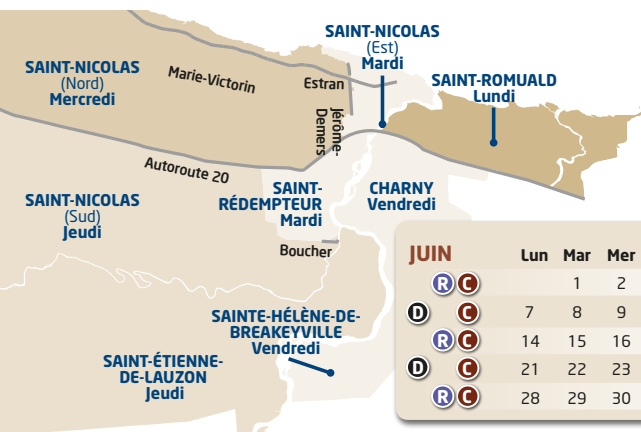 SAINT-NICOLAS
(Est)
Mardi
SAINT-NICOLAS
(Nord)
Mercredi
Marie-Victorin
Estran
Jérôme-
Demers
SAINT-ROMUALD
Lundi
Autoroute 20
SAINT-NICOLAS
(Sud)
Jeudi
SAINT-
RÉDEMPTEUR
Mardi
CHARNY
Vendredi
Boucher
SAINTE-HÉLÈNE-DE-
BREAKEYVILLE
Vendredi
SAINT-ÉTIENNE-
DE-LAUZON
Jeudi
JUIN Lun Mar Mer
R C 1 2
D C 7 8 9
R C 14 15 16
D C 21 22 23
R C 28 29 30